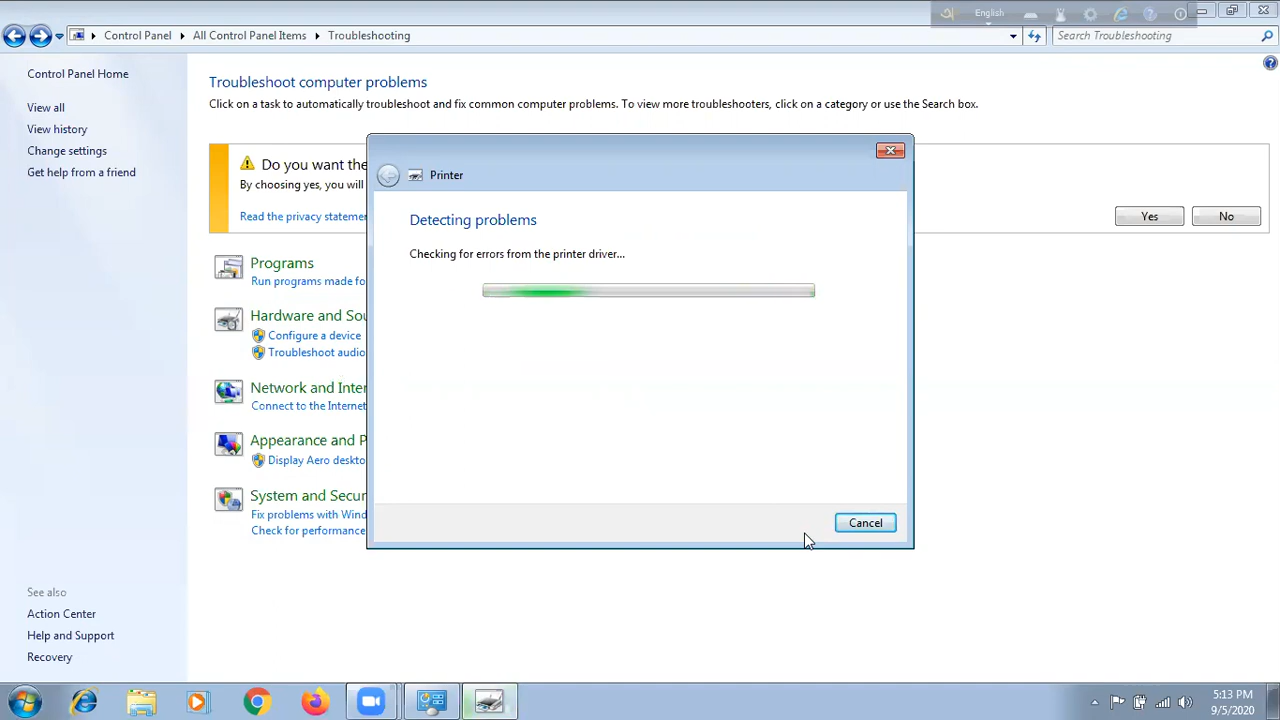 English
Control Panel
All Control Panel Items
Troubleshooting
Search Troubleshooting
Control Panel Home
View all
View history
Change settings
Get help from a friend
Troubleshoot computer problems
Click on a task to automatically troubleshoot and fix common computer problems. To view more troubleshooters, click on a category or use the Search box.
Do you want the
By choosing yes, you will
Read the privacy statemen
Yes
No
Printer
Detecting problems
Checking for errors from the printer driver...
Cancel
Programs
Run programs made fo
Hardware and Sou
Configure a device
Troubleshoot audio
Network and Inter
Connect to the Internet
Appearance and P
Display Aero deskto
System and Secur
Fix problems with Wind
Check for performance
See also
Action Center
Help and Support
Recovery
5:13 PM
9/5/2020